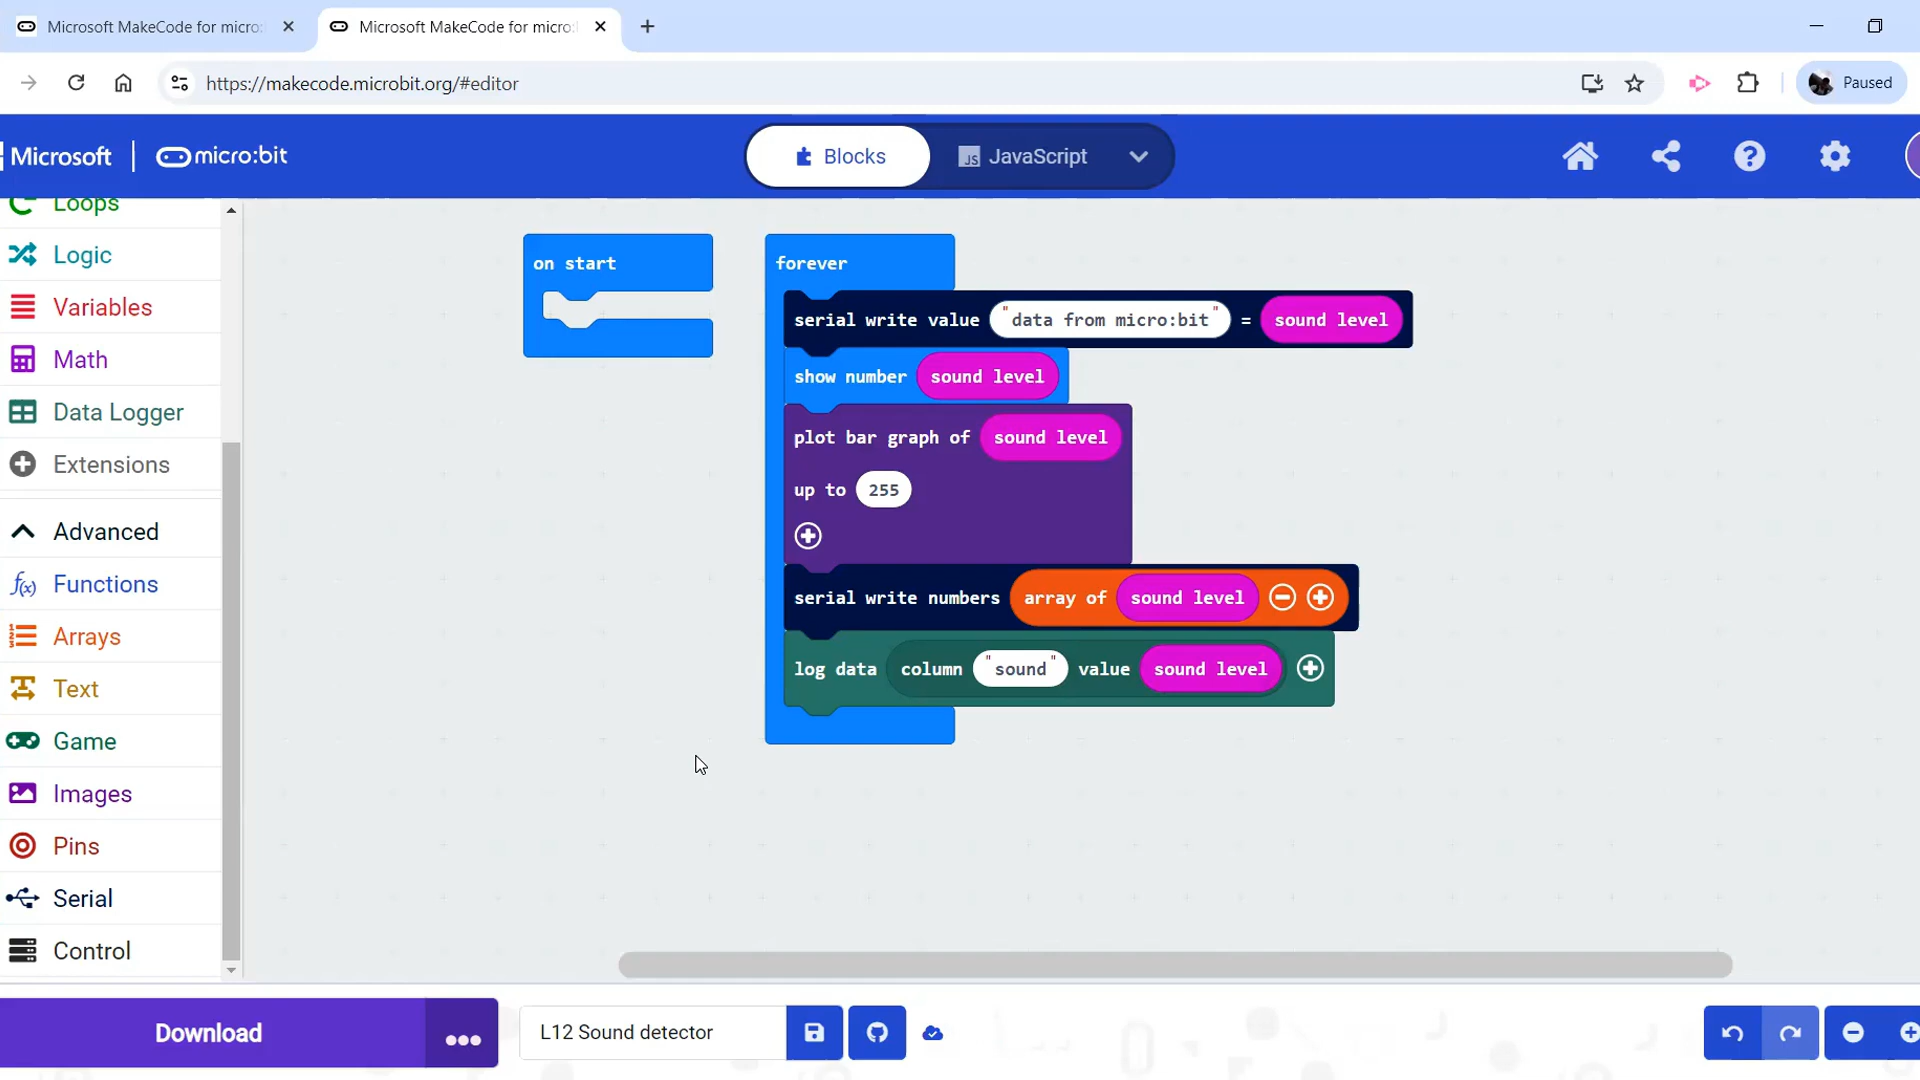 Microsoft MakeCode for micro:
Microsoft MakeCode for micro:
https://makecode.microbit.org/#editor
Paused
Microsoft | micro:bit
Blocks
JS JavaScript
Loops
Logic
Variables
Math
Data Logger
Extensions
Advanced
Functions
Arrays
Text
Game
Images
Pins
Serial
Control
on start
forever
serial write value "data from micro:bit" = sound level
show number sound level
plot bar graph of sound level
up to 255
serial write numbers array of sound level
log data column "sound" value sound level
Download
L12 Sound detector